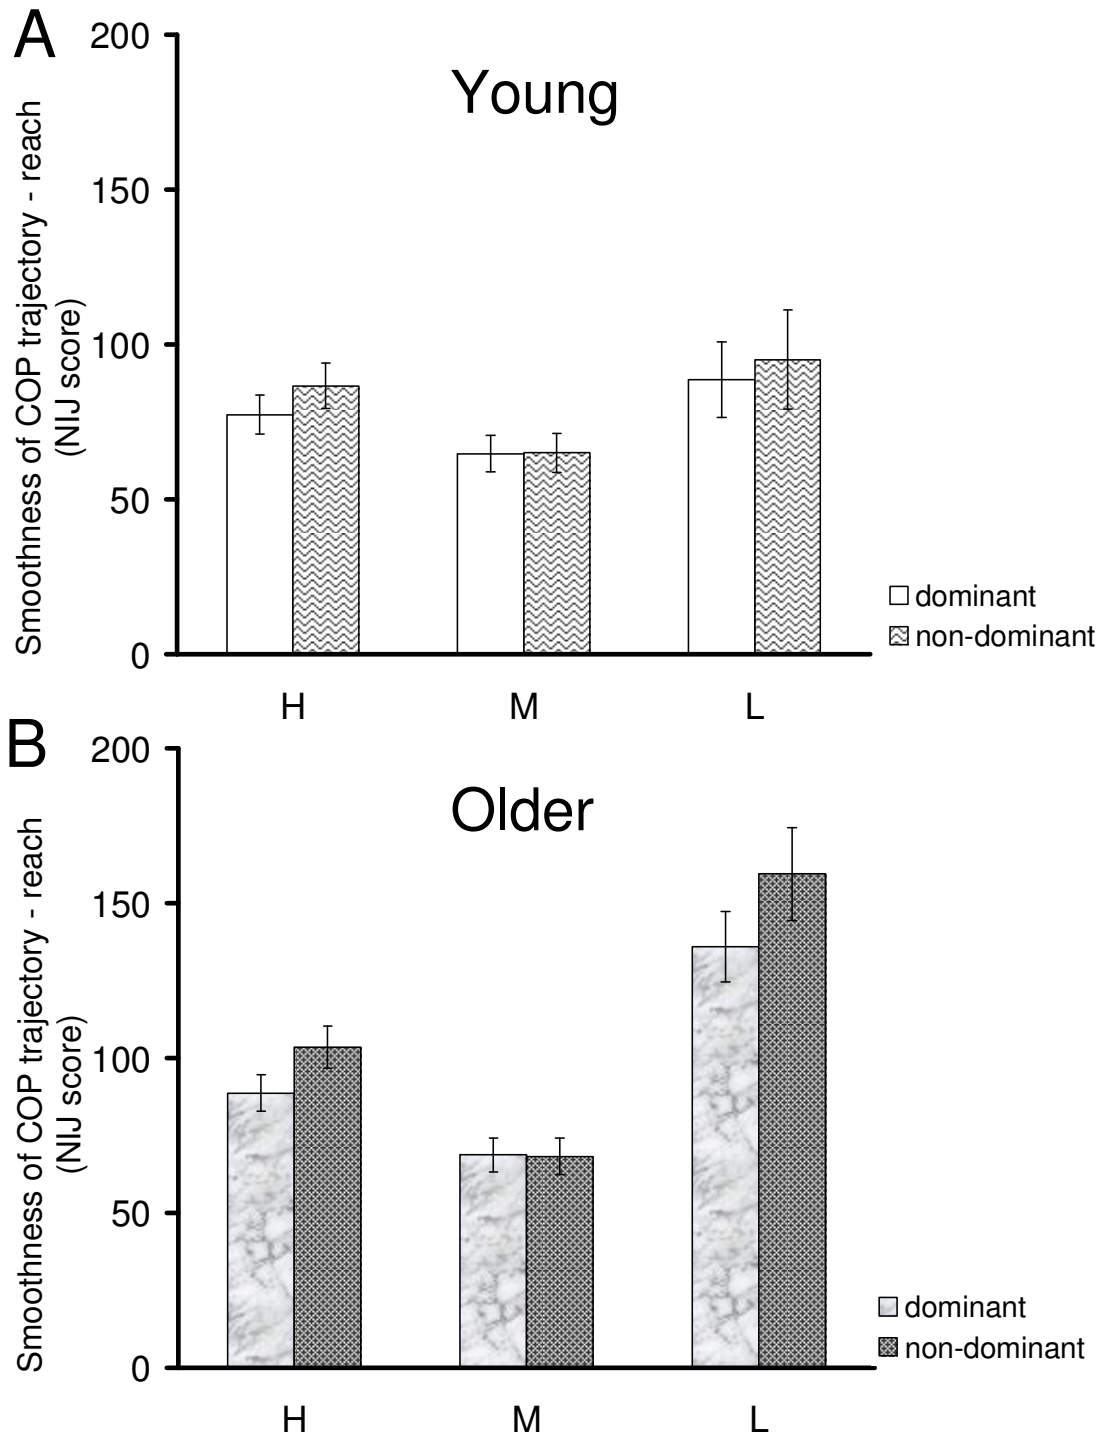 A
Young
Smoothness of COP trajectory - reach
(NIJ score)
200
150
100
50
0
H M L
dominant
non-dominant
B
Older
Smoothness of COP trajectory - reach
(NIJ score)
200
150
100
50
0
H M L
dominant
non-dominant